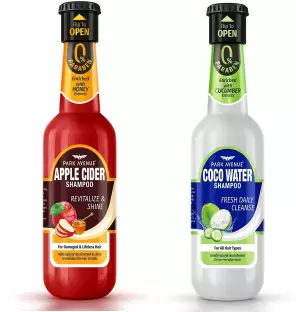 Flip To
OPEN
0% PARABEN
Enriched
with
HONEY
Extracts
PARK AVENUE
APPLE CIDER
SHAMPOO
REVITALIZE &
SHINE
For Damaged & Lifeless Hair
Flip To
OPEN
0% PARABEN
Enriched
with
CUCUMBER
Extracts
PARK AVENUE
COCO WATER
SHAMPOO
FRESH DAILY
CLEANSE
For All Hair Types